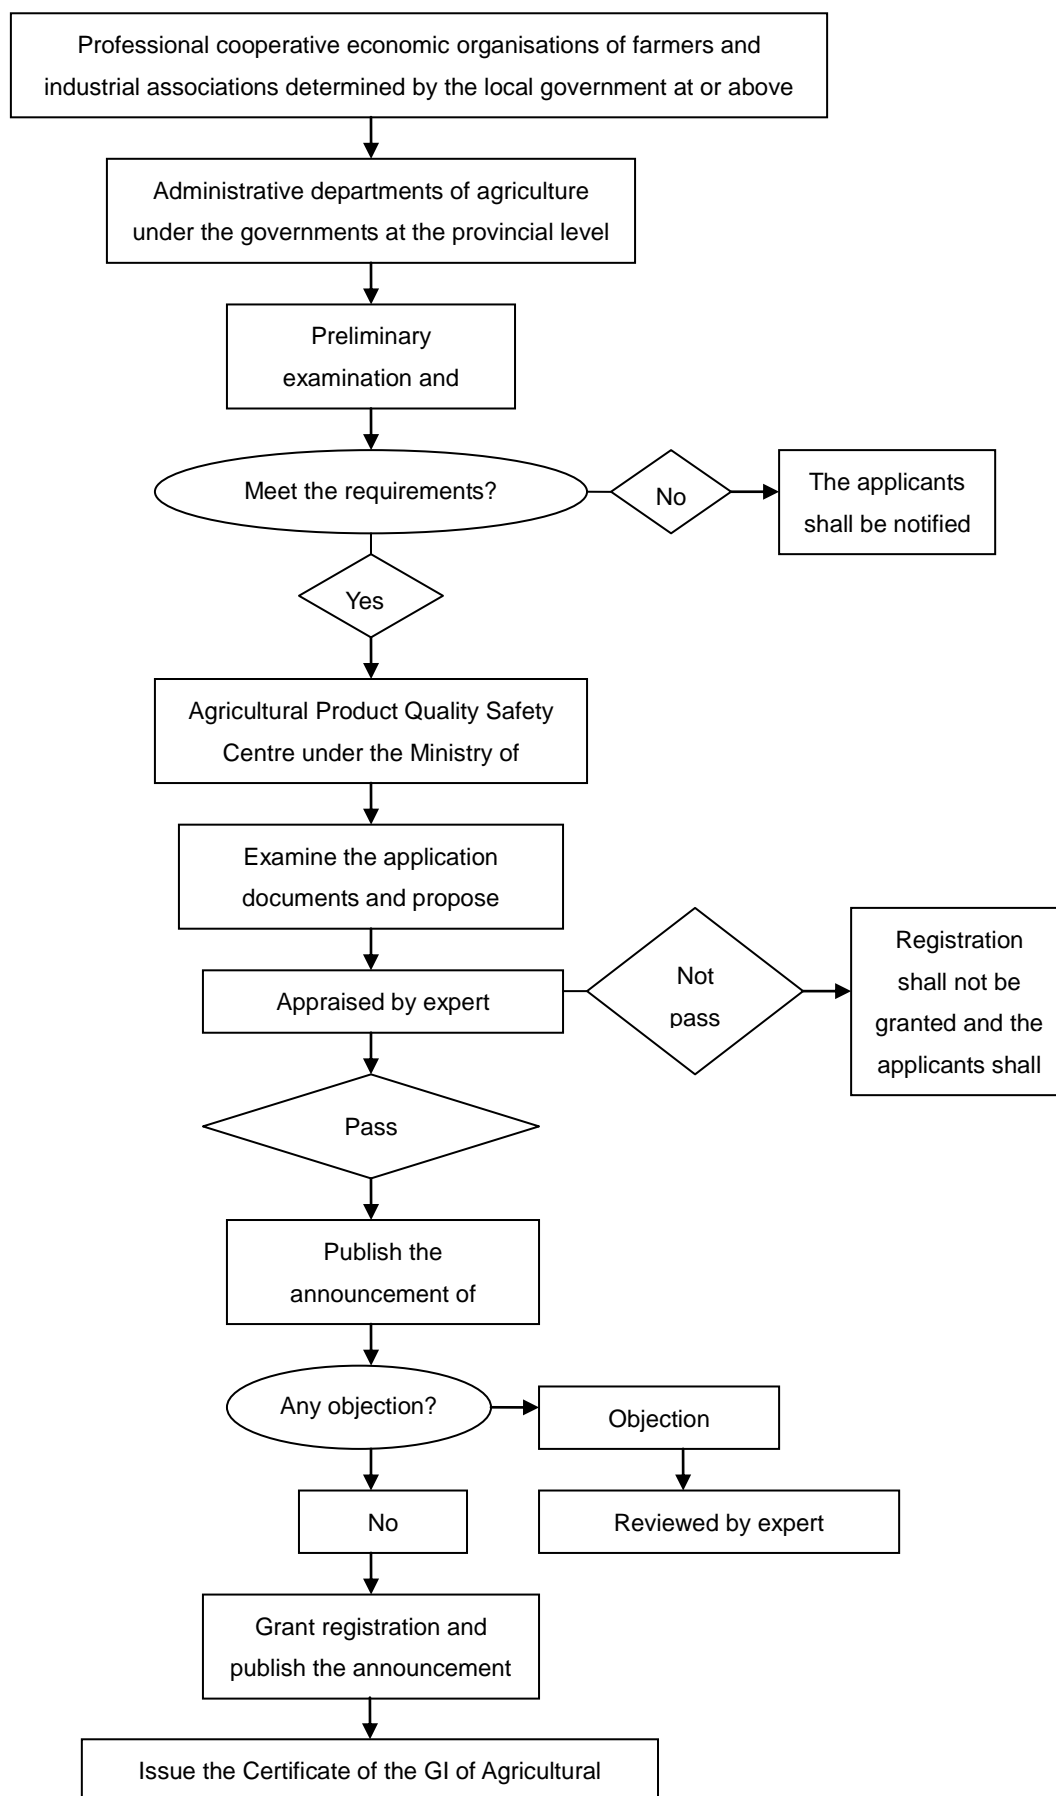 Professional cooperative economic organisations of farmers and
industrial associations determined by the local government at or above
Administrative departments of agriculture
under the governments at the provincial level
Preliminary
examination and
Meet the requirements?
No
The applicants
shall be notified
Yes
Agricultural Product Quality Safety
Centre under the Ministry of
Examine the application
documents and propose
Appraised by expert
Not
pass
Registration
shall not be
granted and the
applicants shall
Pass
Publish the
announcement of
Any objection?
Objection
No
Reviewed by expert
Grant registration and
publish the announcement
Issue the Certificate of the GI of Agricultural